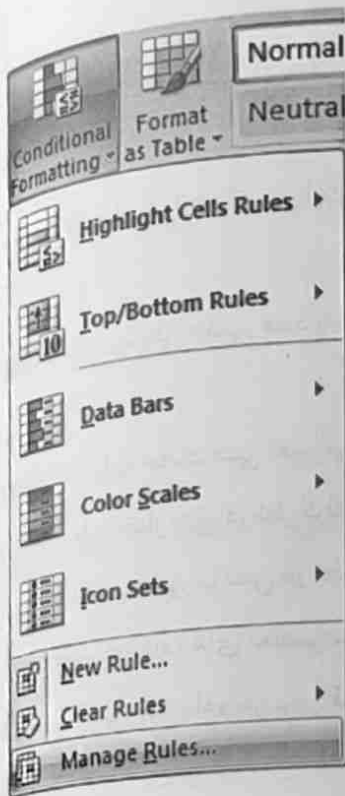 Conditional
Formatting
Format
as Table
Normal
Neutral
Highlight Cells Rules
Top/Bottom Rules
10
Data Bars
Color Scales
Icon Sets
New Rule...
Clear Rules
Manage Rules...